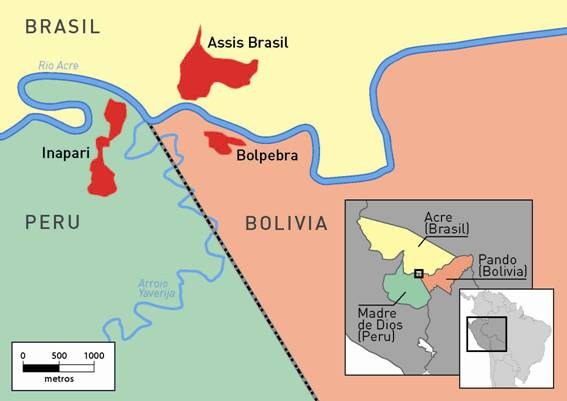 BRASIL
Assis Brasil
Rio Acre
Inapari
Bolpebra
PERU
BOLIVIA
Arroio
Yaverija
0 500 1000
metros
Acre
(Brasil)
Pando
(Bolivia)
Madre
de Dios
(Peru)